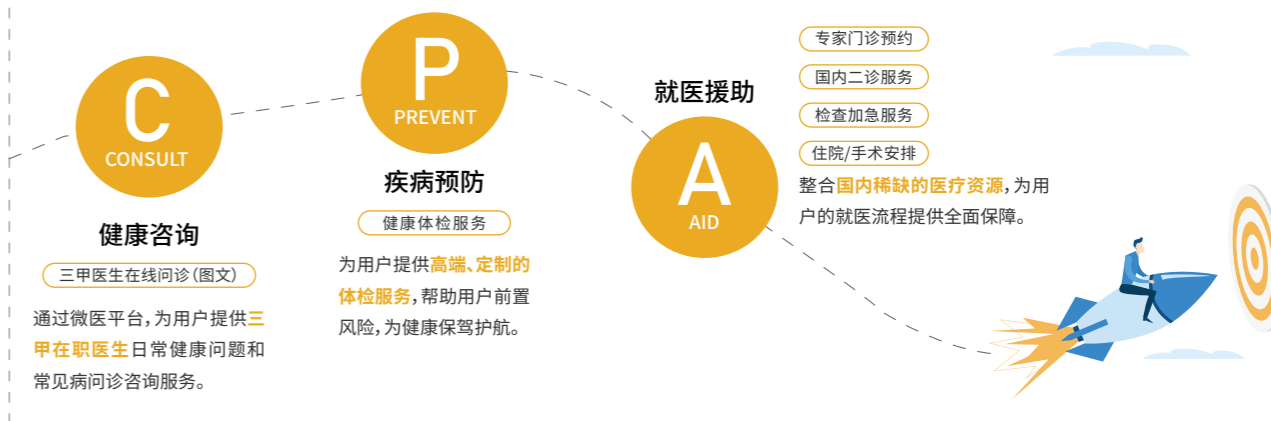 C
CONSULT
健康咨询
三甲医生在线问诊（图文）
通过微医平台，为用户提供三
甲在职医生日常健康问题和
常见病问诊咨询服务。
P
PREVENT
疾病预防
健康体检服务
为用户提供高端、定制的
体检服务，帮助用户前置
风险，为健康保驾护航。
就医援助
A
AID
专家门诊预约
国内二诊服务
检查加急服务
住院/手术安排
整合国内稀缺的医疗资源，为用
户的就医流程提供全面保障。